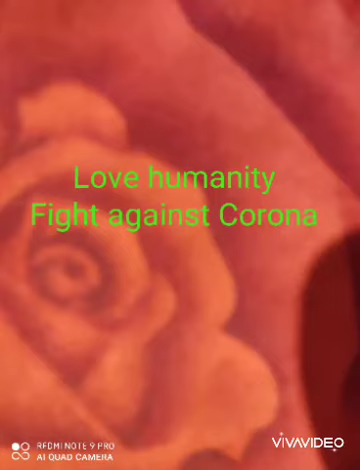 Love humanity
Fight against Corona
REDMI NOTE 9 PRO
AI QUAD CAMERA
VIVAVIDEO